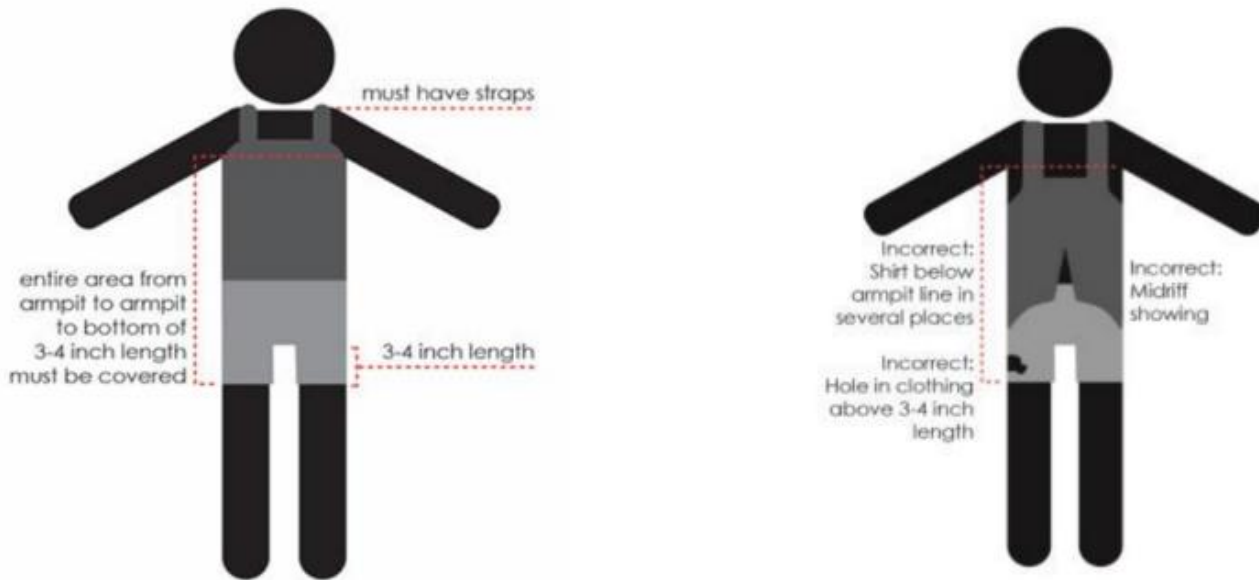 must have straps
entire area from
armpit to armpit
to bottom of
3-4 inch length
must be covered
3-4 inch length
Incorrect:
Shirt below
armpit line in
several places
Incorrect:
Midriff
showing
Incorrect:
Hole in clothing
above 3-4 inch
length